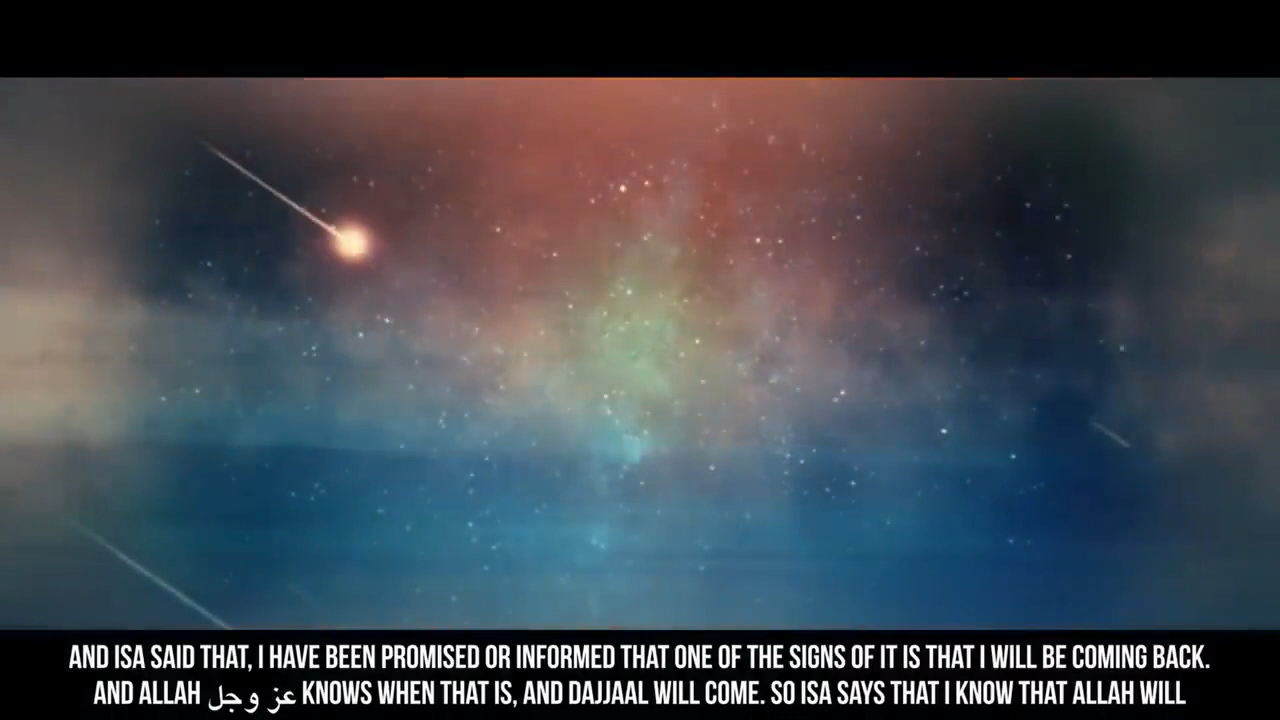 AND ISA SAID THAT, I HAVE BEEN PROMISED OR INFORMED THAT ONE OF THE SIGNS OF IT IS THAT I WILL BE COMING BACK.
AND ALLAH عز وجل KNOWS WHEN THAT IS, AND DAJJAAL WILL COME. SO ISA SAYS THAT I KNOW THAT ALLAH WILL